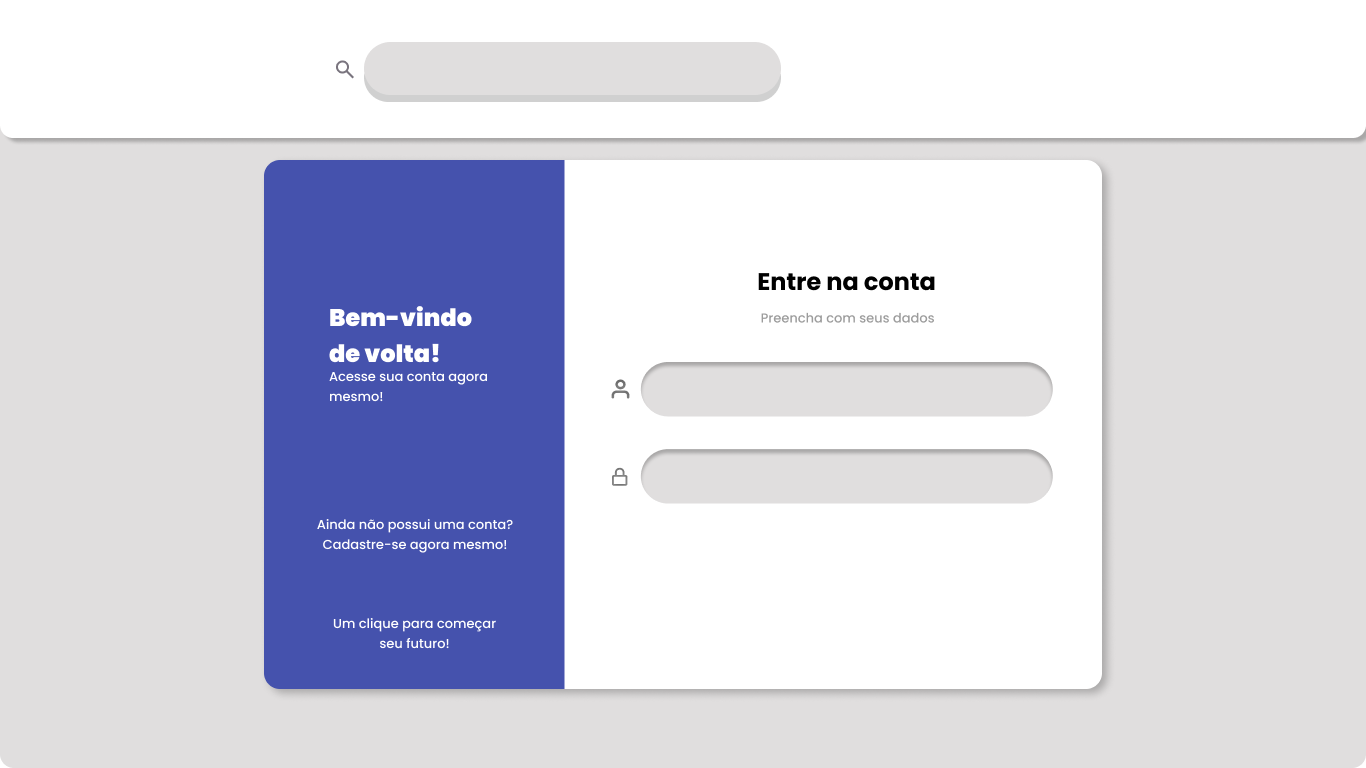 Bem-vindo
de volta!
Acesse sua conta agora
mesmo!
Ainda não possui uma conta?
Cadastre-se agora mesmo!
Um clique para começar
seu futuro!
Entre na conta
Preencha com seus dados